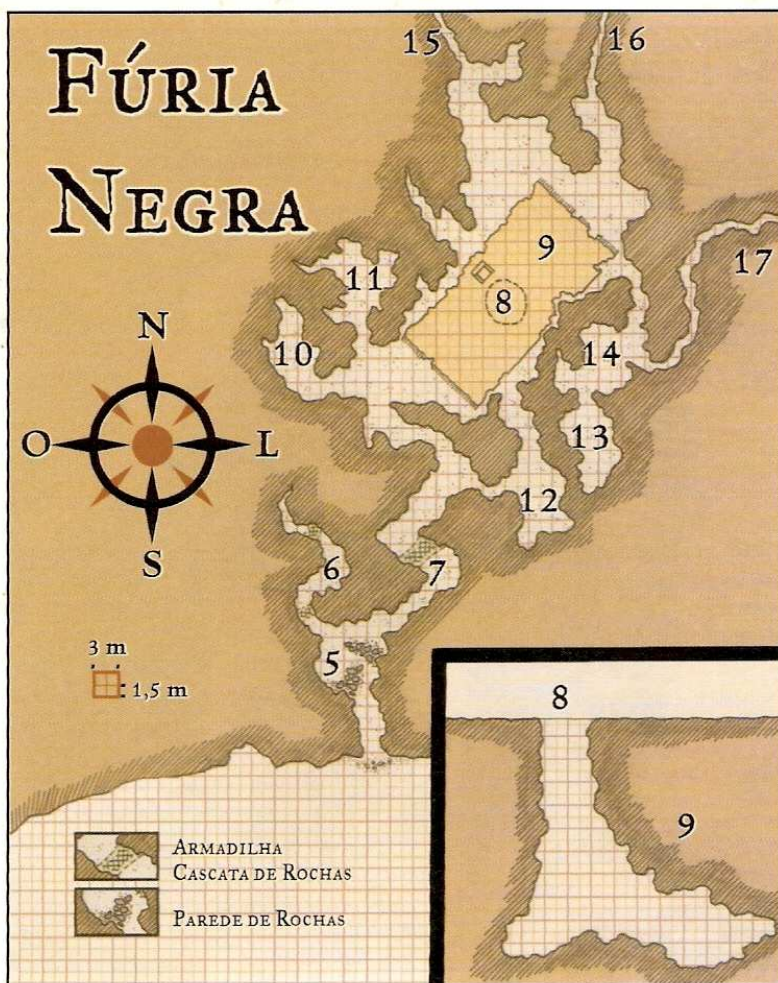 Fúria
Negra
15
16
9
17
11
8
10
14
N
13
O
L
12
S
6
7
3 m
5
1,5 m
8
9
Armadilha
Cascata de Rochas
Parede de Rochas